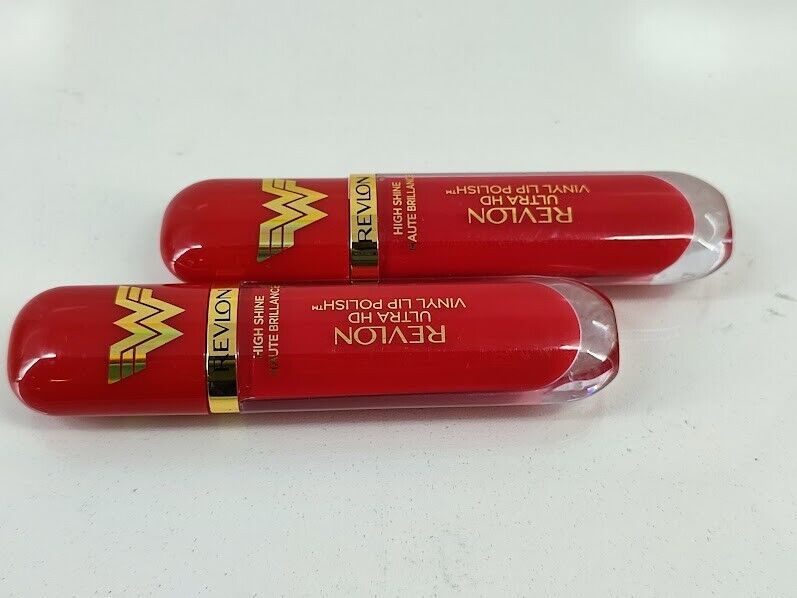 REVLON
HIGH SHINE
HAUTE BRILLANCE
REVLON
ULTRA HD
VINYL LIP POLISH™
REVLON
HIGH SHINE
HAUTE BRILLANCE
REVLON
ULTRA HD
VINYL LIP POLISH™